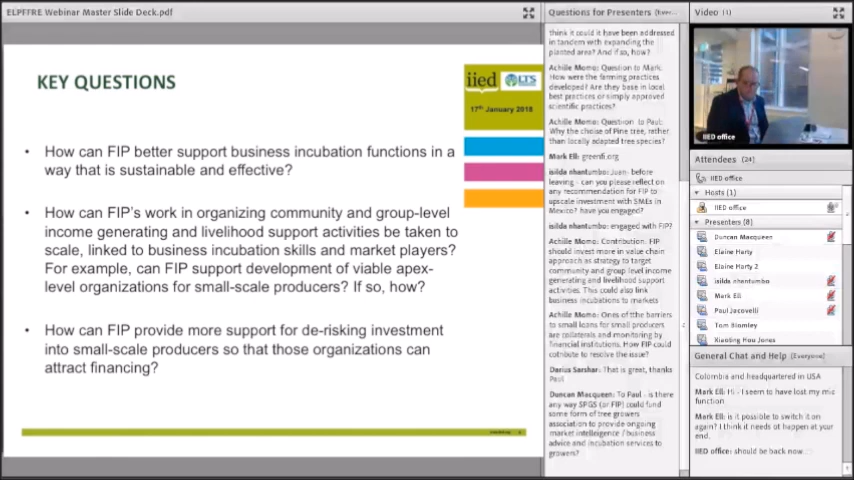 ELPFFRE Webinar Master Slide Deck.pdf
KEY QUESTIONS
iied
LTS
17th January 2018
• How can FIP better support business incubation functions in a
way that is sustainable and effective?
• How can FIP's work in organizing community and group-level
income generating and livelihood support activities be taken to
scale, linked to business incubation skills and market players?
For example, can FIP support development of viable apex-
level organizations for small-scale producers? If so, how?
• How can FIP provide more support for de-risking investment
into small-scale producers so that those organizations can
attract financing?
Questions for Presenters (Ever...
think it could it have been addressed
in tandem with expanding the
planted area? And if so, how?
Achille Momo: Question to Mark:
How were the farming practices
developed? Are they base in local
best practices or simply approved
scientific practices?
Achille Momo: Question to Paul:
Why the choice of Pine tree, rather
than locally adapted tree species?
Mark Ell: greenfi.org
isilda nhantumbo: Juan- before
leaving - can you please reflect on
any recommendation for FIP to
upscale investment with SMEs in
Mexico? have you engaged?
isilda nhantumbo: engaged with FIP?
Achille Momo: Contribution: FIP
should invest more in value chain
approach as strategy to target
community and group level income
generating and livelihood support
activities. This could also link
business incubations to markets
Achille Momo: Ones of tthe barriers
to small loans for small producers
are collaterals and monitoring by
financial institutions. How FIP could
cotribute to resolve the issue?
Darius Sarshar: That is great, thanks
Paul
Duncan Macqueen: To Paul - is there
any way SPGS (or FIP) could fund
some form of tree growers
association to provide ongoing
market intelligence / business
advice and incubation services to
growers?
Video (1)
IIED office
Attendees (24)
IIED office
Hosts (1)
IIED office
Presenters (8)
Duncan Macqueen
Elaine Harty
Elaine Harty 2
isilda nhantumbo
Mark Ell
Paul Jacovelli
Tom Blomley
Xiaoting Hou Jones
General Chat and Help (Everyone)
Colombia and headquartered in USA
Mark Ell: Hi - I seem to have lost my mic
function
Mark Ell: is it possible to switch it on
again? I think it needs ot happen at your
end.
IIED office: should be back now...